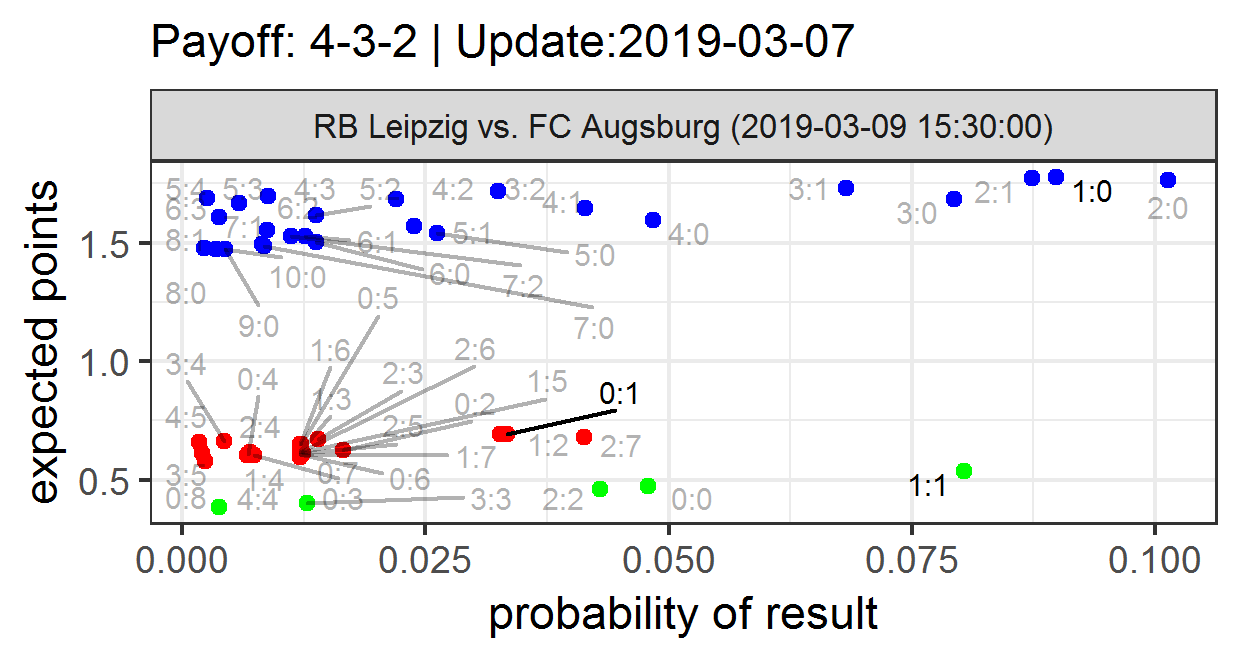 Payoff: 4-3-2 | Update:2019-03-07
RB Leipzig vs. FC Augsburg (2019-03-09 15:30:00)
5:4 5:3 4:3 5:2 4:2 3:2 3:1 2:1 1:0
6:3 6:2 4:1 3:0 2:0
7:1
8:1 6:1 5:1 4:0
1.5
5:0
10:0 6:0 7:2
8:0 0:5
9:0 7:0
1:6 2:6
1.0
3:4 0:4 2:3 1:5 0:1
1:3 0:2
4:5 2:4 2:5
1:2 2:7
1:7
3:5 1:4 0:7 0:6
0.5
1:1
0:8 4:4 0:3 3:3 2:2 0:0
expected points
0.000 0.025 0.050 0.075 0.100
probability of result